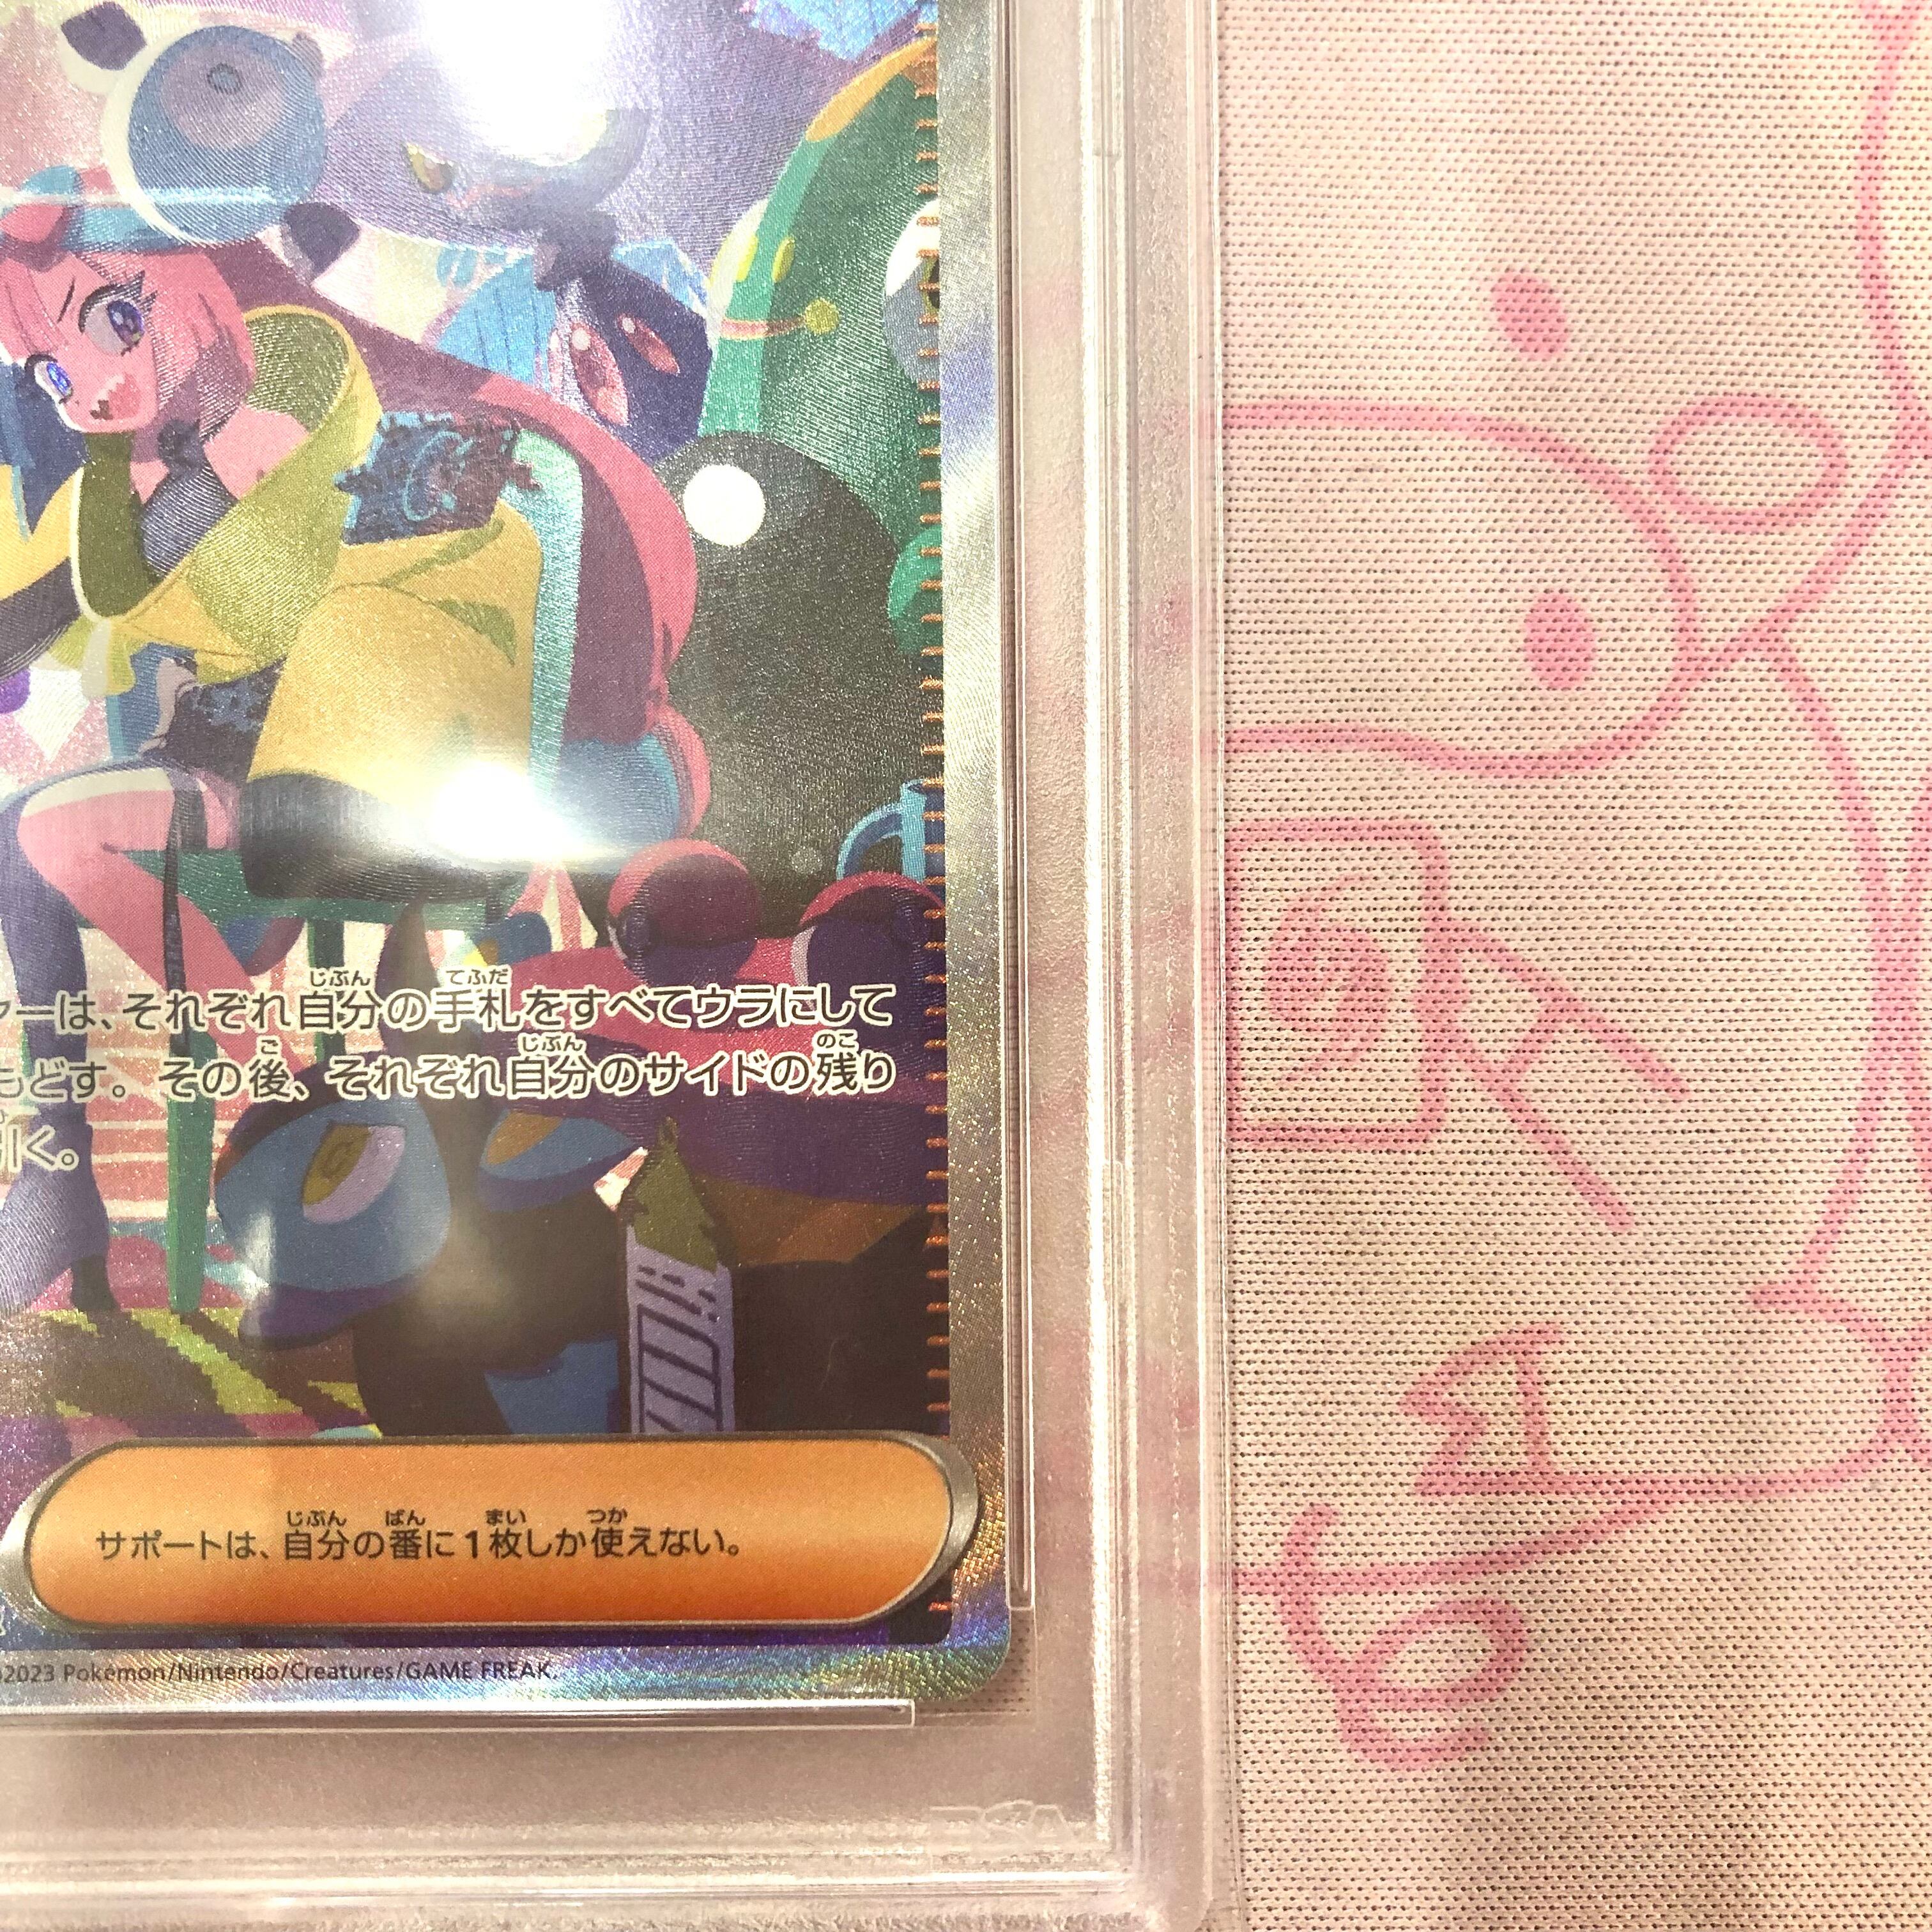 ーは、それぞれ自分の手札をすべてウラにして
もどす。その後、それぞれ自分のサイドの残り
引く。
サポートは、自分の番に1枚しか使えない。
©2023 Pokémon/Nintendo/Creatures/GAME FREAK.
PSA